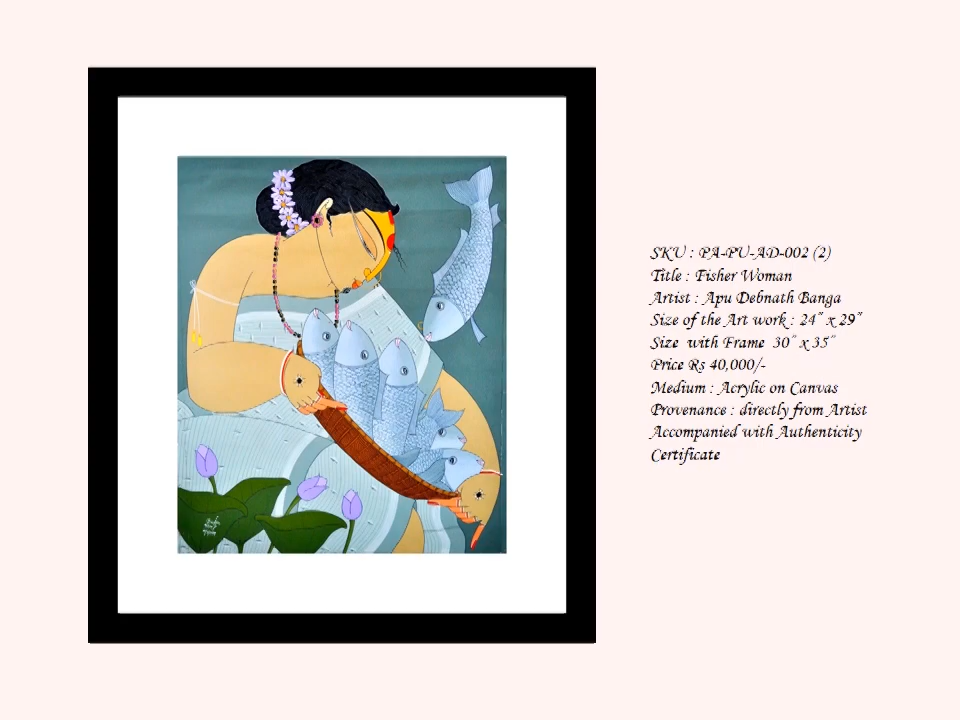 SKU : PA-PU-AD-002 (2)
Title : Fisher Woman
Artist : Apu Debnath Banga
Size of the Art work : 24" x 29"
Size with Frame 30" x 35"
Price Rs 40,000/-
Medium : Acrylic on Canvas
Provenance : directly from Artist
Accompanied with Authenticity
Certificate